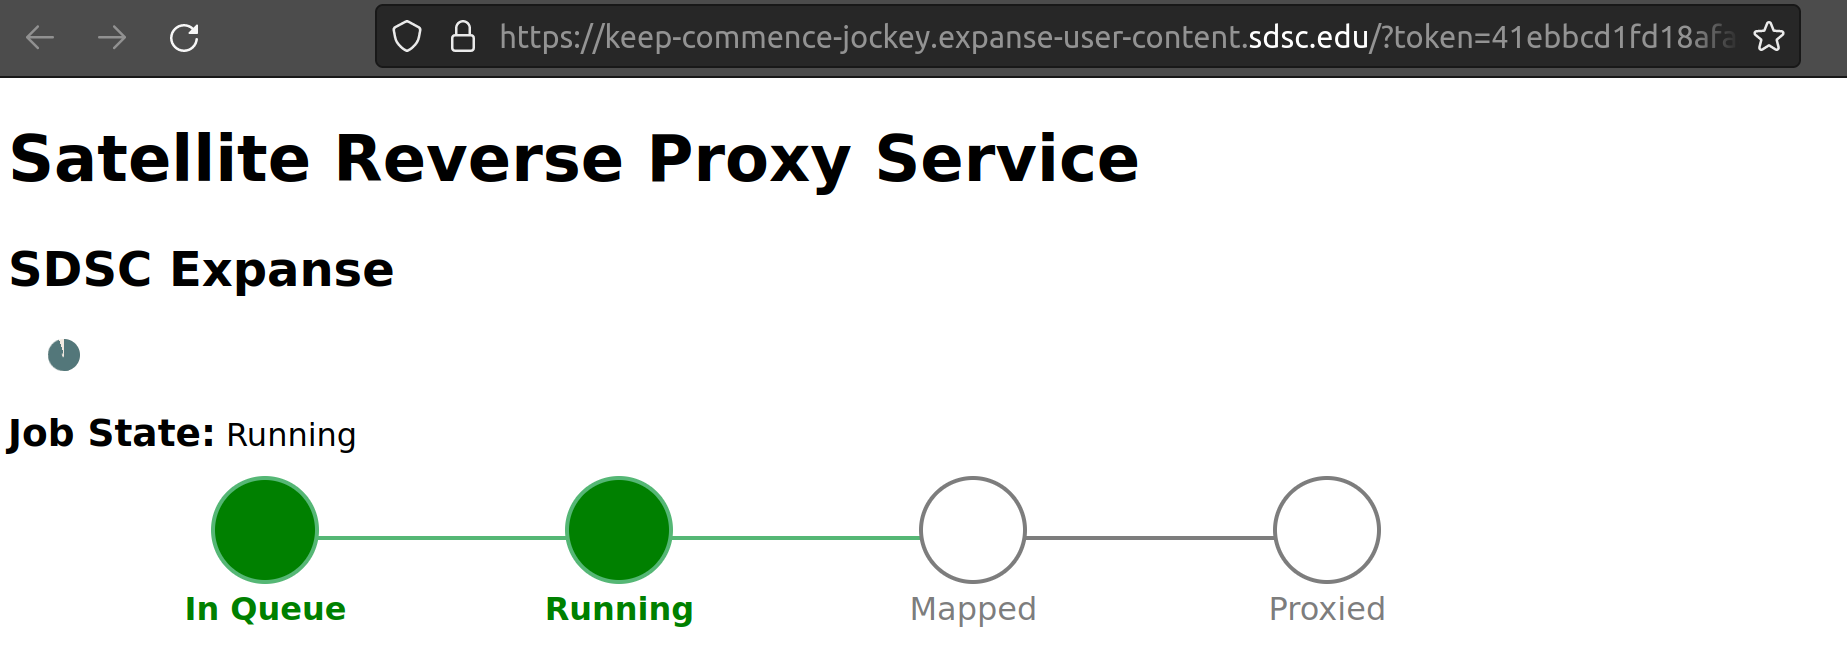 https://keep-commence-jockey.expanse-user-content.sdsc.edu/?token=41ebbcd1fd18afa
Satellite Reverse Proxy Service
SDSC Expanse
Job State: Running
In Queue Running Mapped Proxied